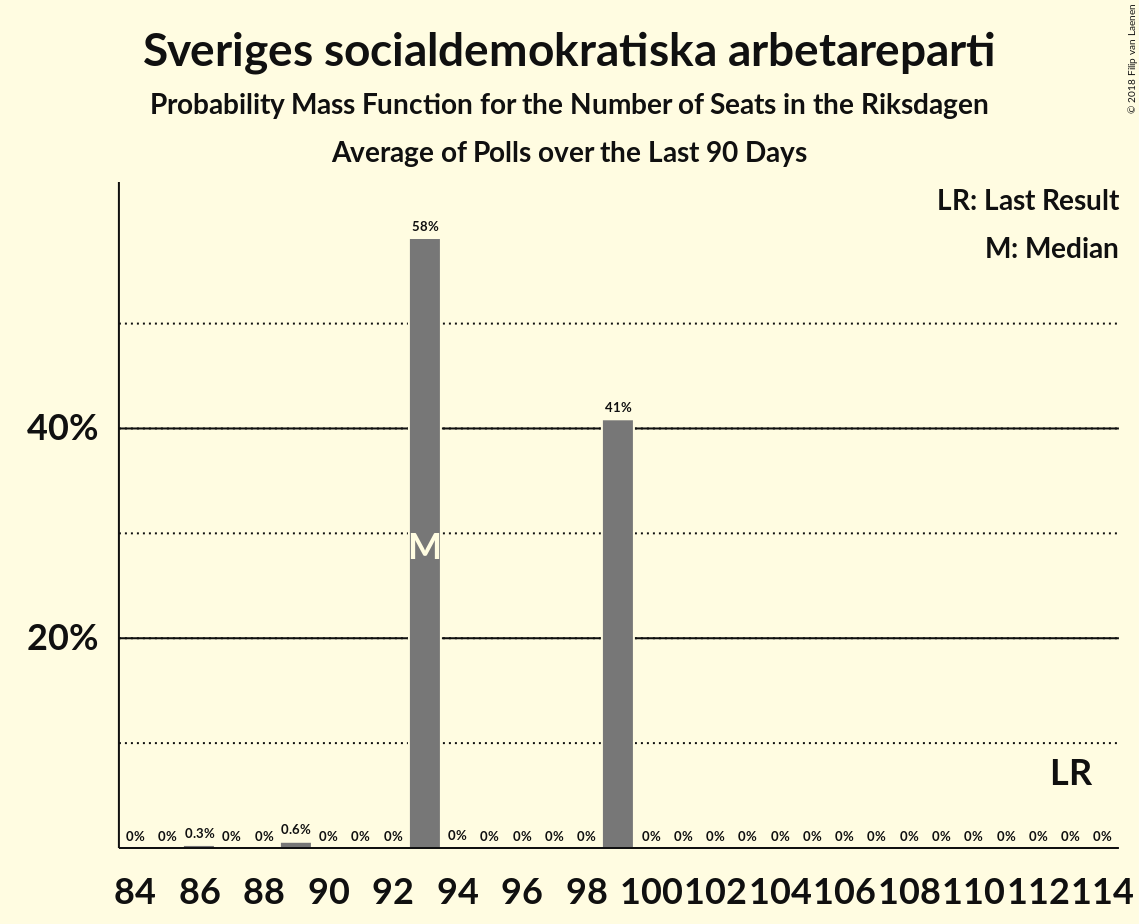 Sveriges socialdemokratiska arbetareparti
Probability Mass Function for the Number of Seats in the Riksdagen
Average of Polls over the Last 90 Days
© 2018 Filip van Laenen
LR: Last Result
M: Median
58%
41%
40%
M
20%
LR
0% 0% 0.3% 0% 0% 0.6% 0% 0% 0% 0% 0% 0% 0% 0% 0% 0% 0% 0% 0% 0% 0% 0% 0% 0% 0% 0% 0% 0% 0%
84 86 88 90 92 94 96 98 100 102 104 106 108 110 112 114